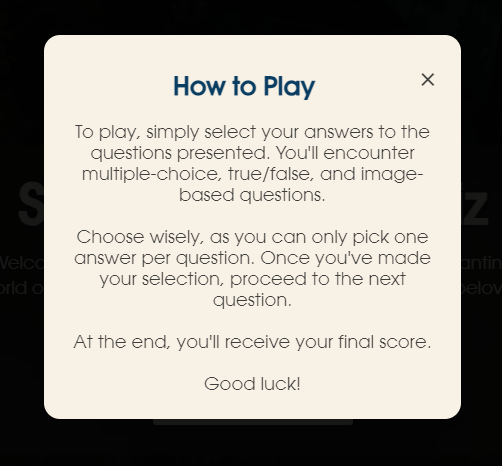 How to Play
To play, simply select your answers to the
questions presented. You'll encounter
multiple-choice, true/false, and image-
based questions.
Choose wisely, as you can only pick one
answer per question. Once you've made
your selection, proceed to the next
question.
At the end, you'll receive your final score.
Good luck!